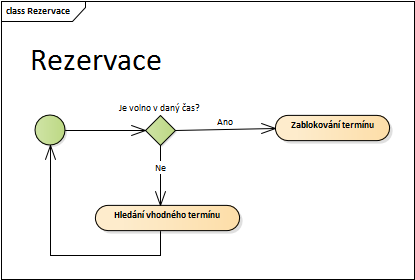 class Rezervace
Rezervace
Je volno v daný čas?
Ano
Zablokování termínu
Ne
Hledání vhodného termínu